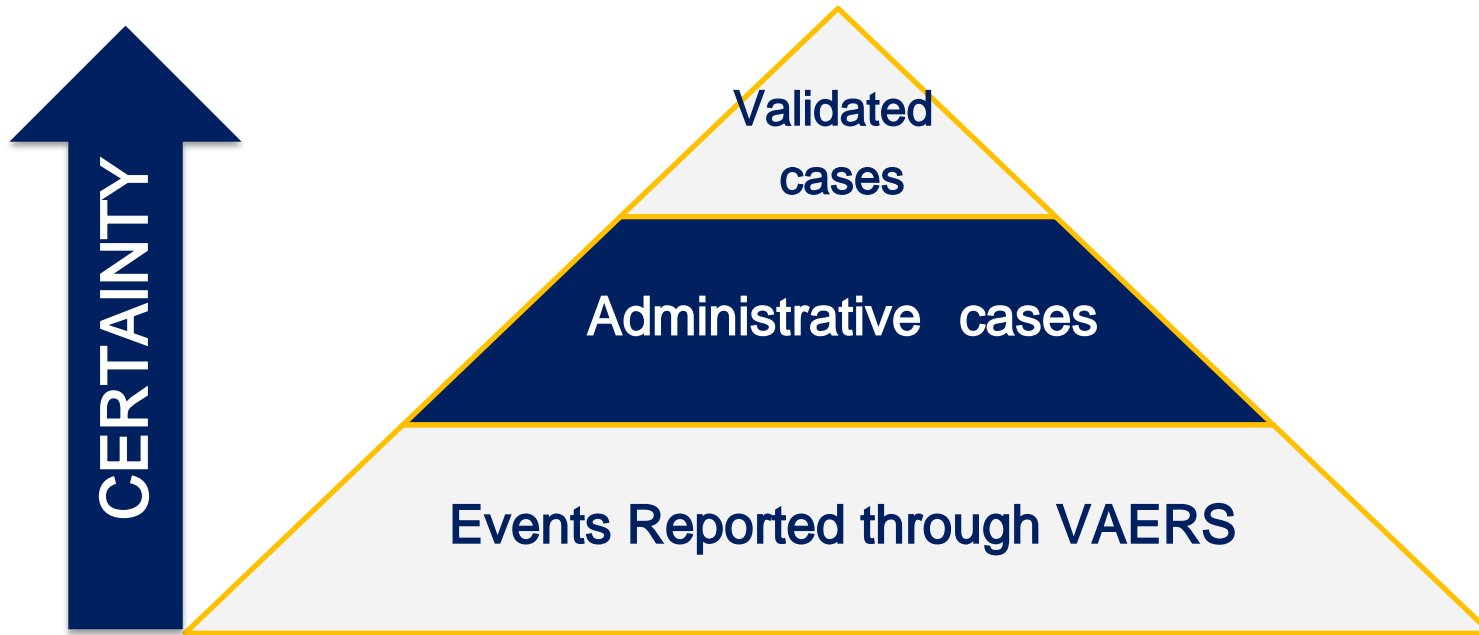 CERTAINTY
Validated
cases
Administrative cases
Events Reported through VAERS